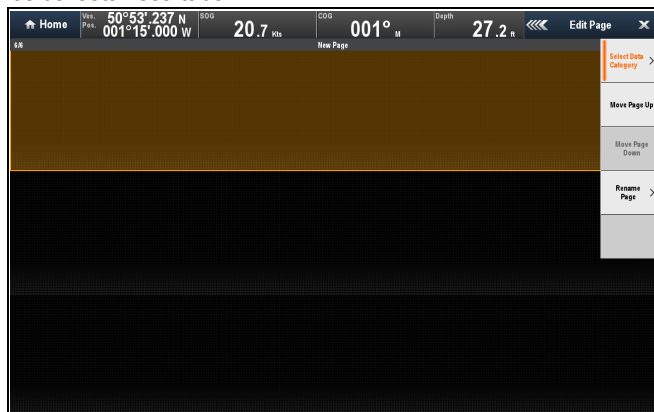 Home
Ves. Pos. 50°53'.237 N
001°15'.000 W
SOG
20.7 Kts
COG
001° M
Depth
27.2 ft
Edit Page
6/6
New Page
Select Data
Category
Move Page Up
Move Page
Down
Rename
Page